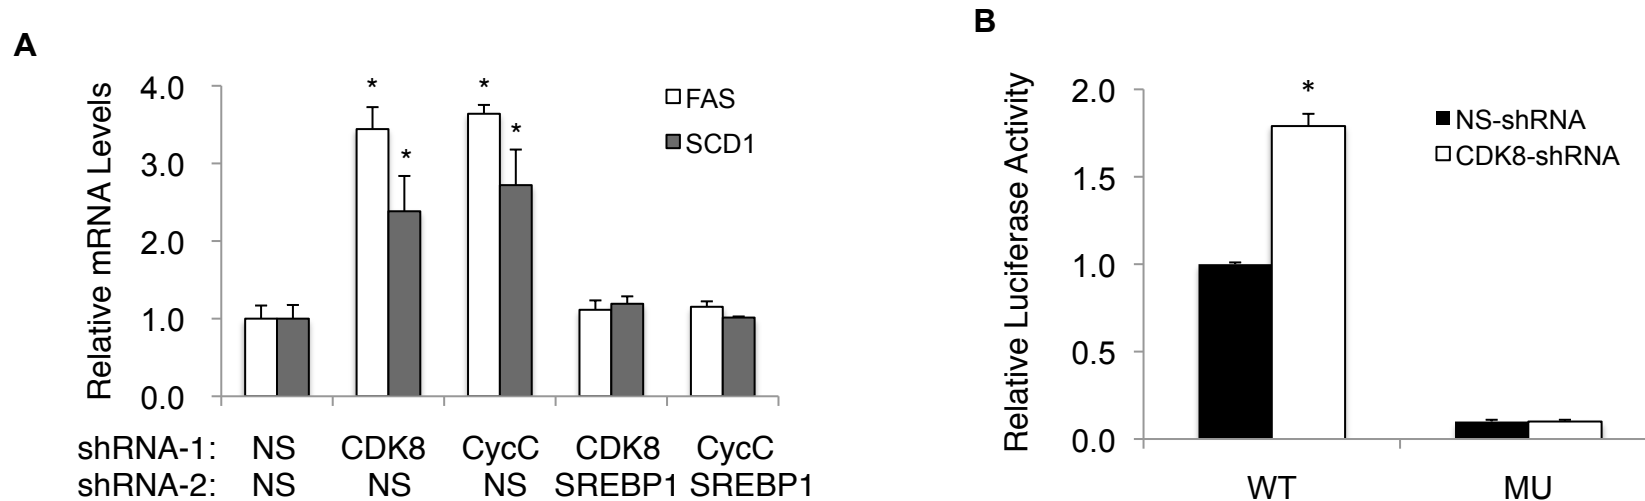 A
Relative mRNA Levels
4.0
3.0
2.0
1.0
0.0
* * * *
FAS
SCD1
shRNA-1: NS CDK8 CycC CDK8 CycC
shRNA-2: NS NS NS SREBP1 SREBP1
B
Relative Luciferase Activity
2.0
1.5
1.0
0.5
0.0
*
NS-shRNA
CDK8-shRNA
WT MU